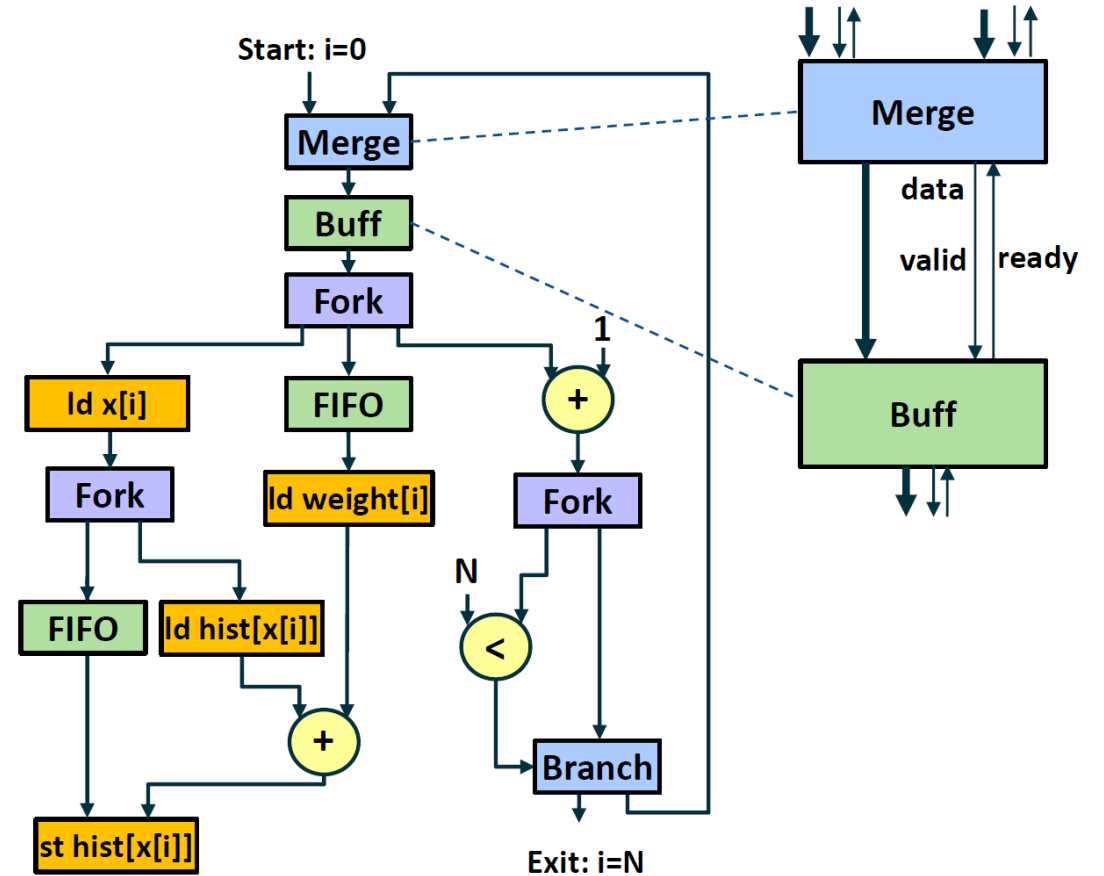 Start: i=0
Merge
Buff
Fork
1
ld x[i]
FIFO
+
Fork
ld weight[i]
Fork
N
FIFO
ld hist[x[i]]
<
+
Branch
st hist[x[i]]
Exit: i=N
Merge
data
valid
ready
Buff